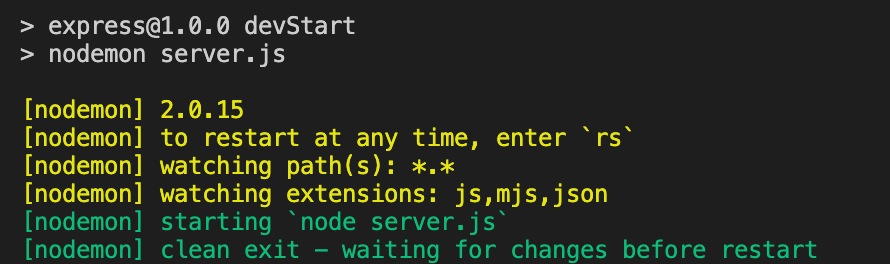 > express@1.0.0 devStart
> nodemon server.js
[nodemon] 2.0.15
[nodemon] to restart at any time, enter `rs`
[nodemon] watching path(s): *.*
[nodemon] watching extensions: js,mjs,json
[nodemon] starting `node server.js`
[nodemon] clean exit – waiting for changes before restart